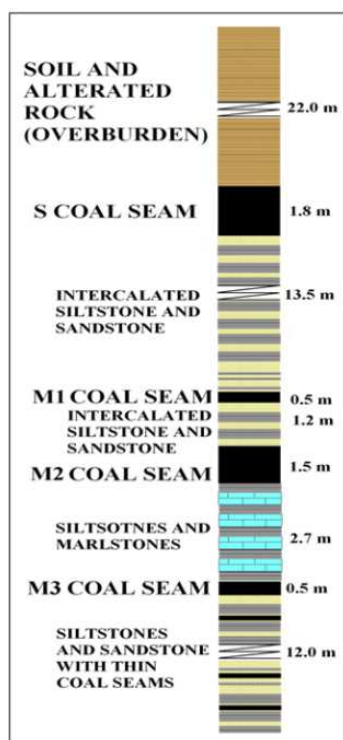 SOIL AND
ALTERATED
ROCK
(OVERBURDEN)
22.0 m
S COAL SEAM
1.8 m
INTERCALATED
SILTSTONE AND
SANDSTONE
13.5 m
M1 COAL SEAM
0.5 m
INTERCALATED
SILTSTONE AND
SANDSTONE
1.2 m
M2 COAL SEAM
1.5 m
SILTSOTNES AND
MARLSTONES
2.7 m
M3 COAL SEAM
0.5 m
SILTSTONES
AND SANDSTONE
WITH THIN
COAL SEAMS
12.0 m